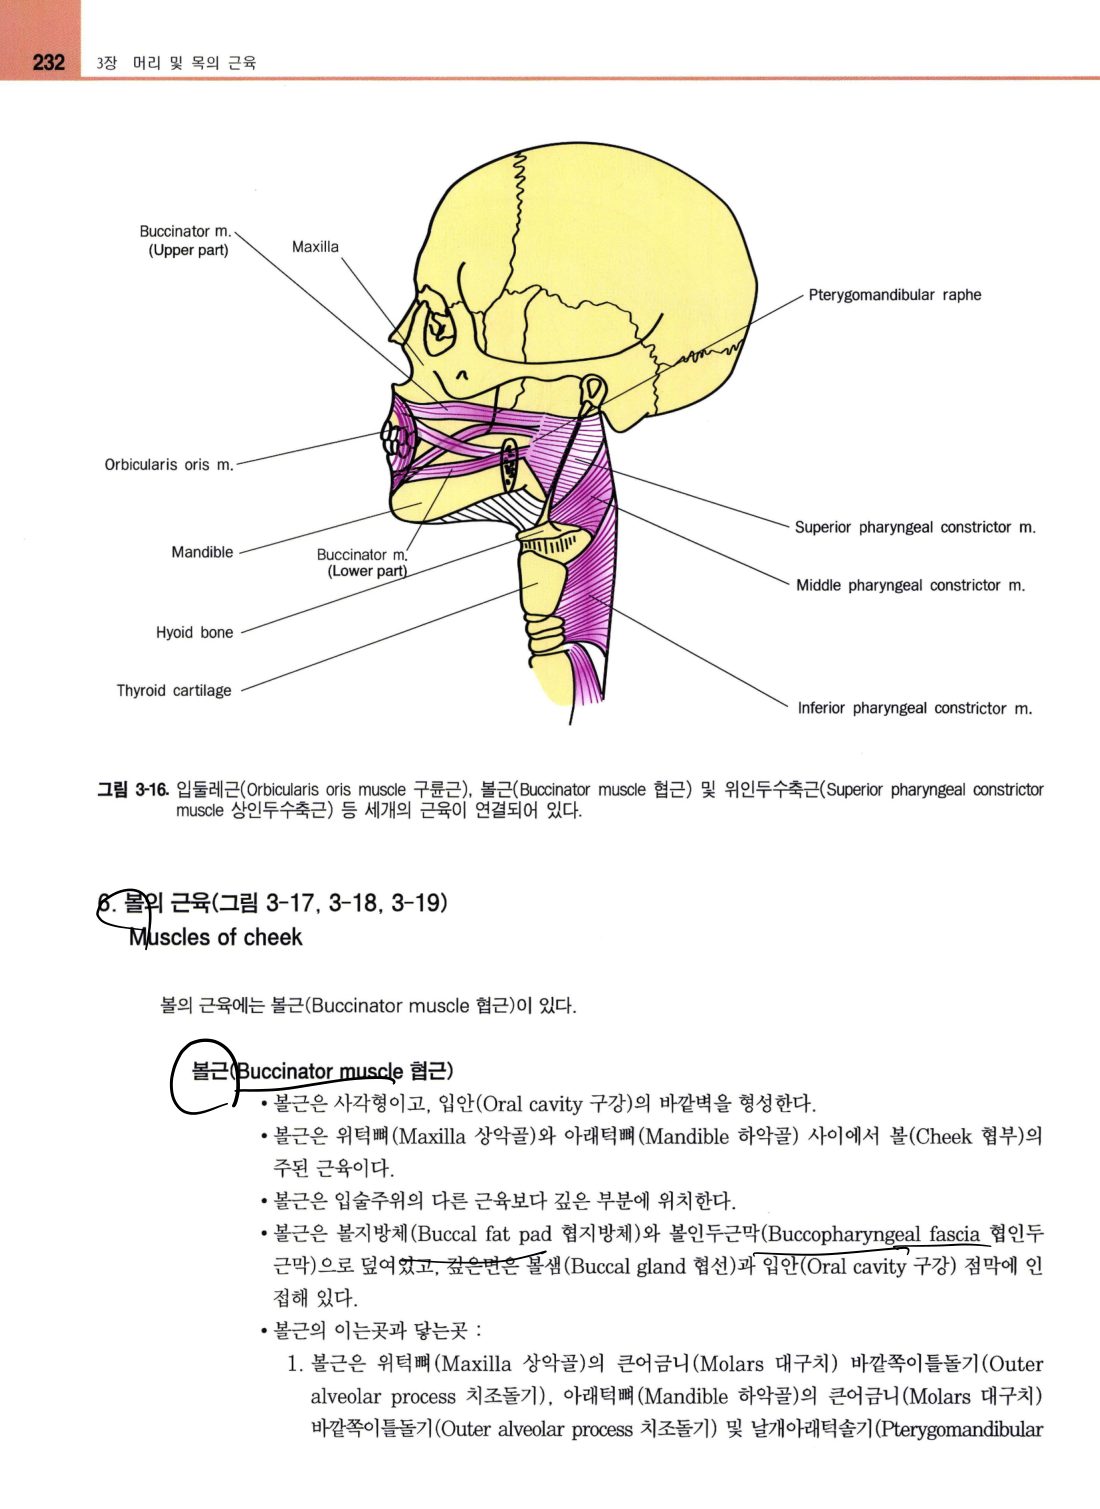 232 3장 머리 및 목의 근육
Buccinator m.
(Upper part)
Maxilla
Pterygomandibular raphe
Orbicularis oris m.
Superior pharyngeal constrictor m.
Mandible
Buccinator m.
(Lower part)
Middle pharyngeal constrictor m.
Hyoid bone
Thyroid cartilage
Inferior pharyngeal constrictor m.
그림 3-16. 입둘레근(Orbicularis oris muscle 구륜근), 볼근(Buccinator muscle 협근) 및 위인두수축근(Superior pharyngeal constrictor
muscle 상인두수축근) 등 세개의 근육이 연결되어 있다.
6. 볼의 근육(그림 3-17, 3-18, 3-19)
Muscles of cheek
볼의 근육에는 볼근(Buccinator muscle 협근)이 있다.
볼근(Buccinator muscle 협근)
• 볼근은 사각형이고, 입안(Oral cavity 구강)의 바깥벽을 형성한다.
• 볼근은 위턱뼈(Maxilla 상악골)와 아래턱뼈(Mandible 하악골) 사이에서 볼(Cheek 협부)의
주된 근육이다.
• 볼근은 입술주위의 다른 근육보다 깊은 부분에 위치한다.
• 볼근은 볼지방체(Buccal fat pad 협지방체)와 볼인두근막(Buccopharyngeal fascia 협인두
근막)으로 덮여있고, 깊은면은 볼샘(Buccal gland 협선)과 입안(Oral cavity 구강) 점막에 인
접해 있다.
• 볼근의 이는곳과 닿는곳 :
1. 볼근은 위턱뼈(Maxilla 상악골)의 큰어금니(Molars 대구치) 바깥쪽이틀돌기(Outer
alveolar process 치조돌기), 아래턱뼈(Mandible 하악골)의 큰어금니(Molars 대구치)
바깥쪽이틀돌기(Outer alveolar process 치조돌기) 및 날개아래턱솔기(Pterygomandibular